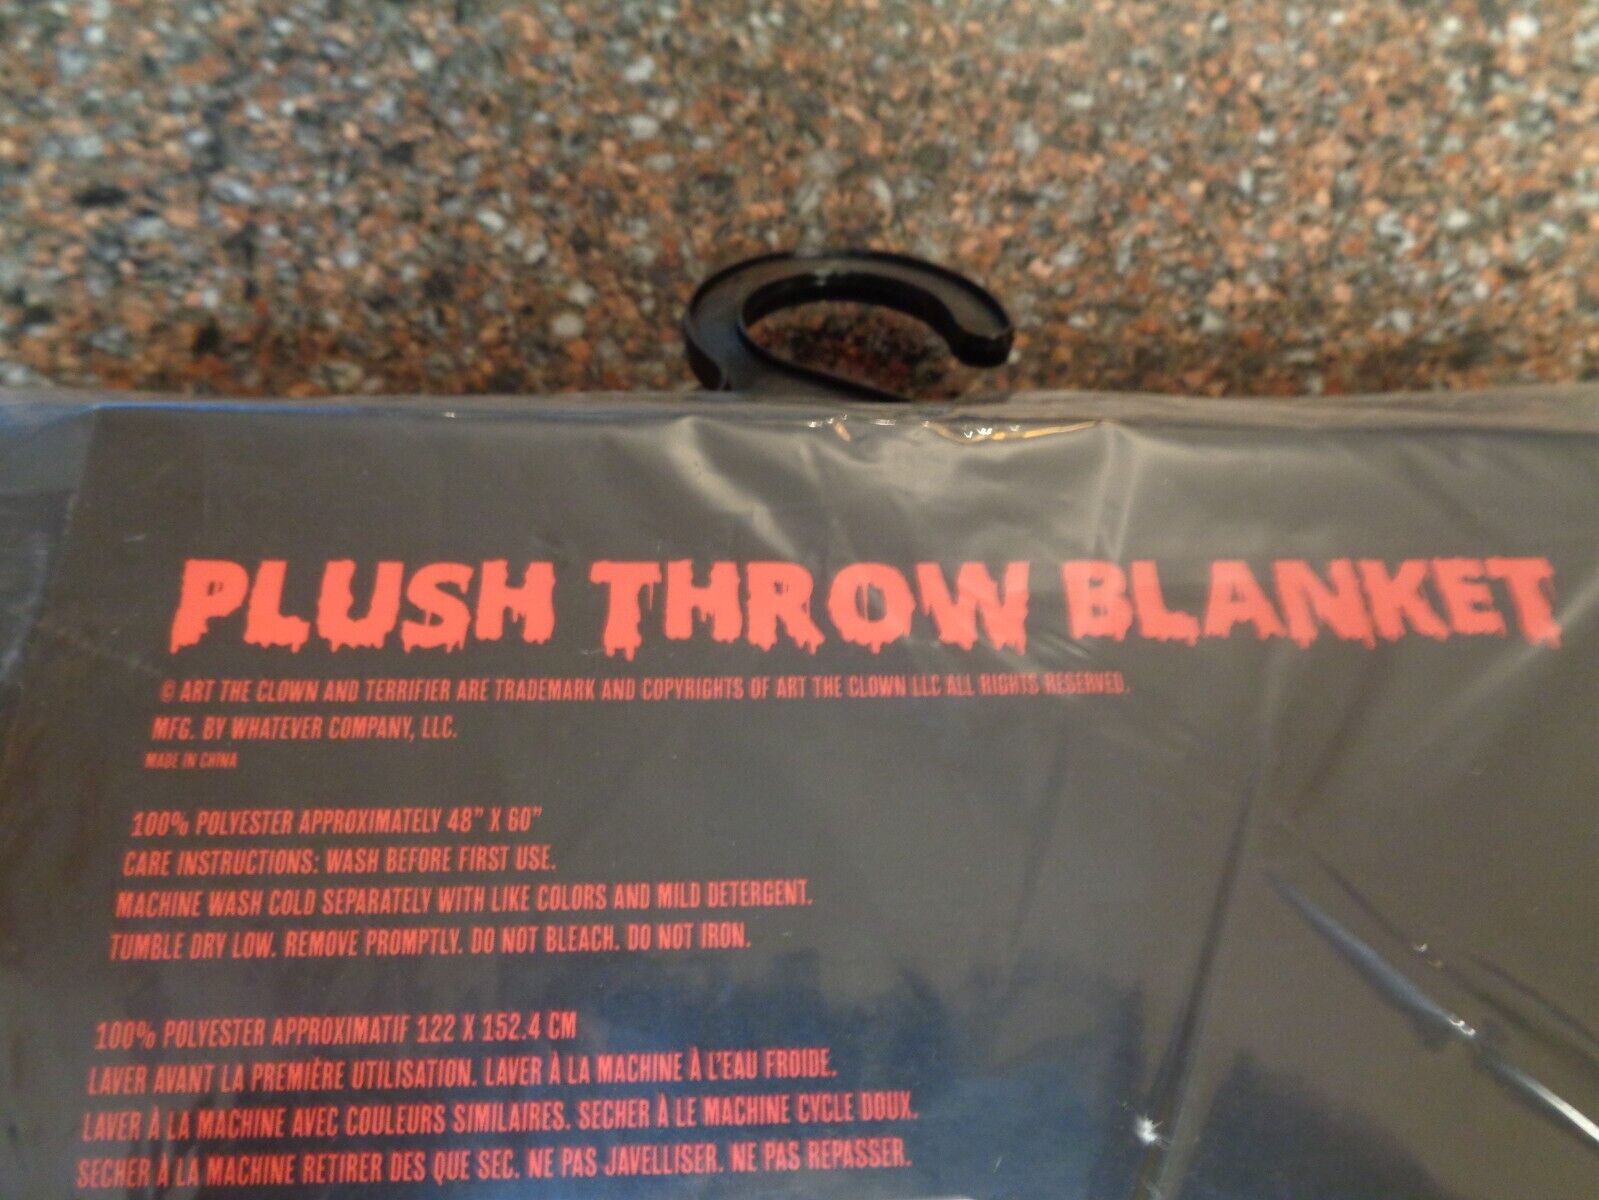 PLUSH THROW BLANKET
© ART THE CLOWN AND TERRIFIER ARE TRADEMARK AND COPYRIGHTS OF ART THE CLOWN LLC ALL RIGHTS RESERVED.
MFG. BY WHATEVER COMPANY, LLC.
MADE IN CHINA
100% POLYESTER APPROXIMATELY 48" X 60"
CARE INSTRUCTIONS: WASH BEFORE FIRST USE.
MACHINE WASH COLD SEPARATELY WITH LIKE COLORS AND MILD DETERGENT.
TUMBLE DRY LOW. REMOVE PROMPTLY. DO NOT BLEACH. DO NOT IRON.
100% POLYESTER APPROXIMATIF 122 X 152.4 CM
LAVER AVANT LA PREMIÈRE UTILISATION. LAVER À LA MACHINE À L'EAU FROIDE.
LAVER À LA MACHINE AVEC COULEURS SIMILAIRES. SECHER À LE MACHINE CYCLE DOUX.
SECHER À LA MACHINE RETIRER DES QUE SEC. NE PAS JAVELLISER. NE PAS REPASSER.